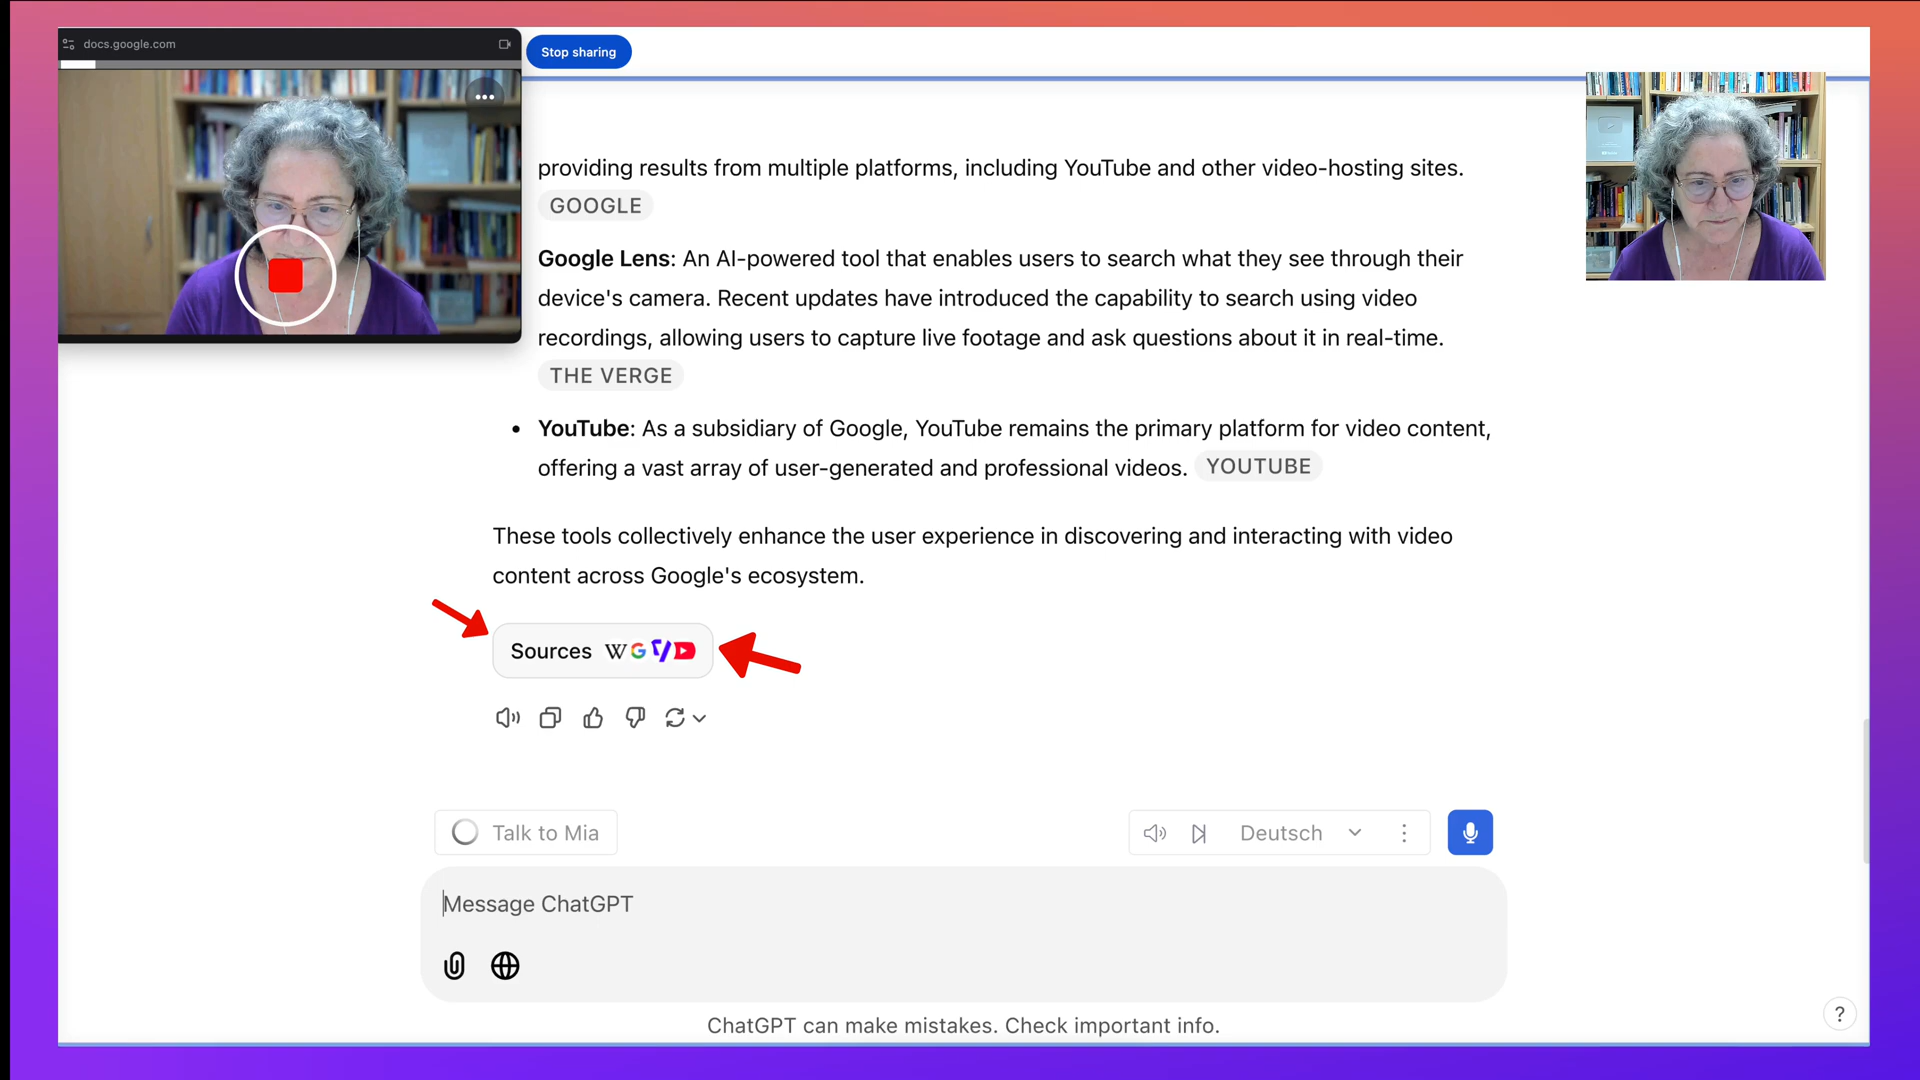 docs.google.com
Stop sharing
providing results from multiple platforms, including YouTube and other video-hosting sites.
GOOGLE
Google Lens: An AI-powered tool that enables users to search what they see through their
device's camera. Recent updates have introduced the capability to search using video
recordings, allowing users to capture live footage and ask questions about it in real-time.
THE VERGE
• YouTube: As a subsidiary of Google, YouTube remains the primary platform for video content,
offering a vast array of user-generated and professional videos. YOUTUBE
These tools collectively enhance the user experience in discovering and interacting with video
content across Google's ecosystem.
Sources W G
Talk to Mia
Deutsch
Message ChatGPT
ChatGPT can make mistakes. Check important info.
?